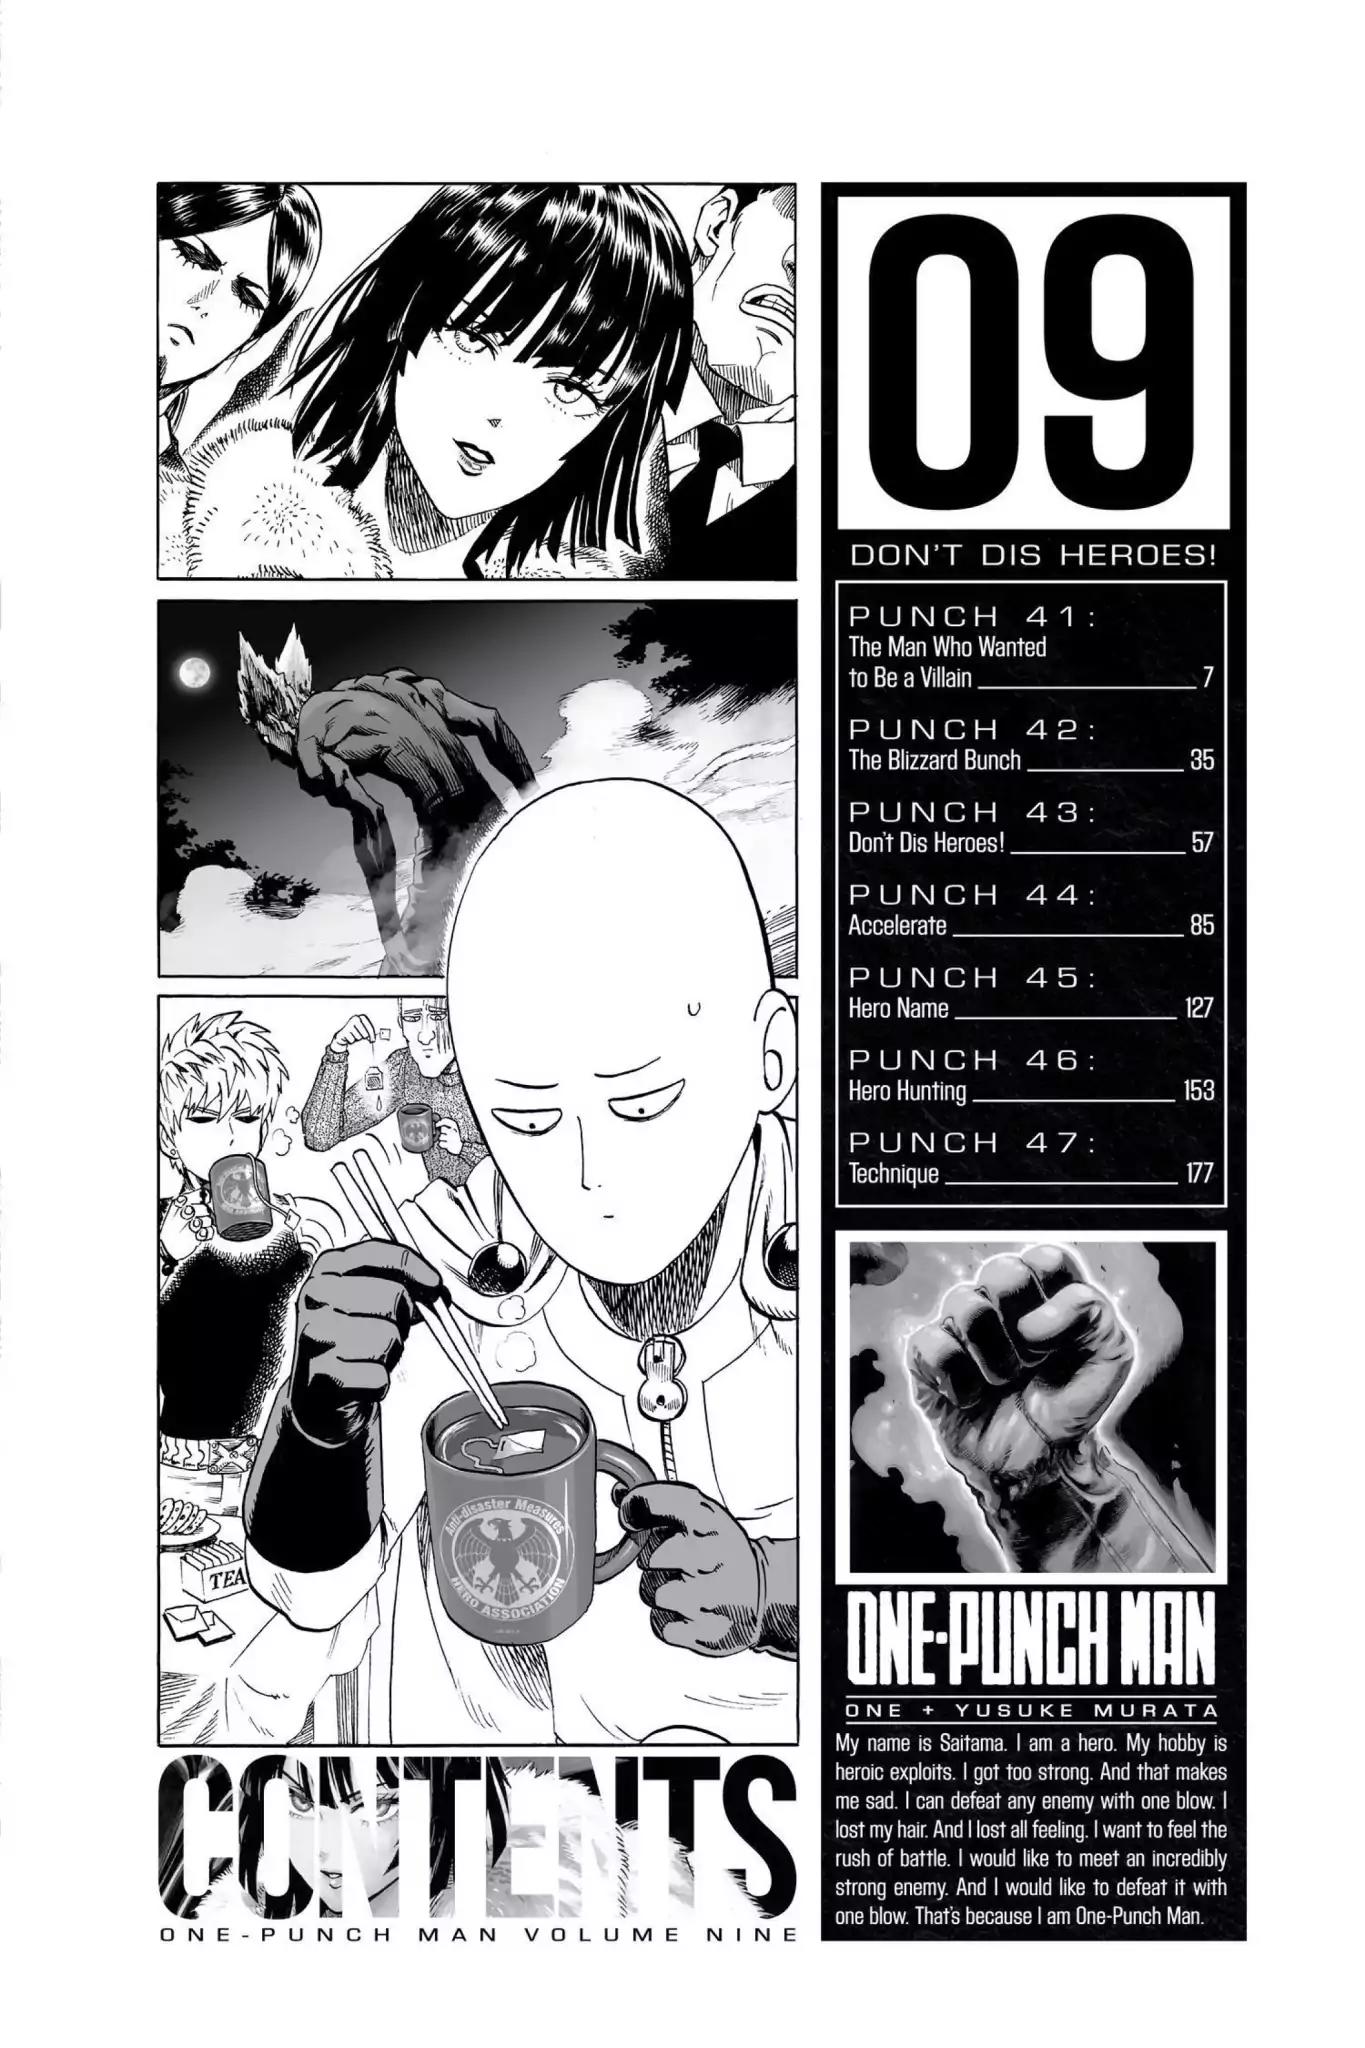 09
DON'T DIS HEROES!
PUNCH 41:
The Man Who Wanted
to Be a Villain 7
PUNCH 42:
The Blizzard Bunch 35
PUNCH 43:
Don't Dis Heroes! 57
PUNCH 44:
Accelerate 85
PUNCH 45:
Hero Name 127
PUNCH 46:
Hero Hunting 153
PUNCH 47:
Technique 177
TEA
Anti-disaster Measures
HERO ASSOCIATION
ONE-PUNCH MAN
ONE + YUSUKE MURATA
My name is Saitama. I am a hero. My hobby is
heroic exploits. I got too strong. And that makes
me sad. I can defeat any enemy with one blow. I
lost my hair. And I lost all feeling. I want to feel the
rush of battle. I would like to meet an incredibly
strong enemy. And I would like to defeat it with
one blow. That's because I am One-Punch Man.
CONTENTS
ONE-PUNCH MAN VOLUME NINE